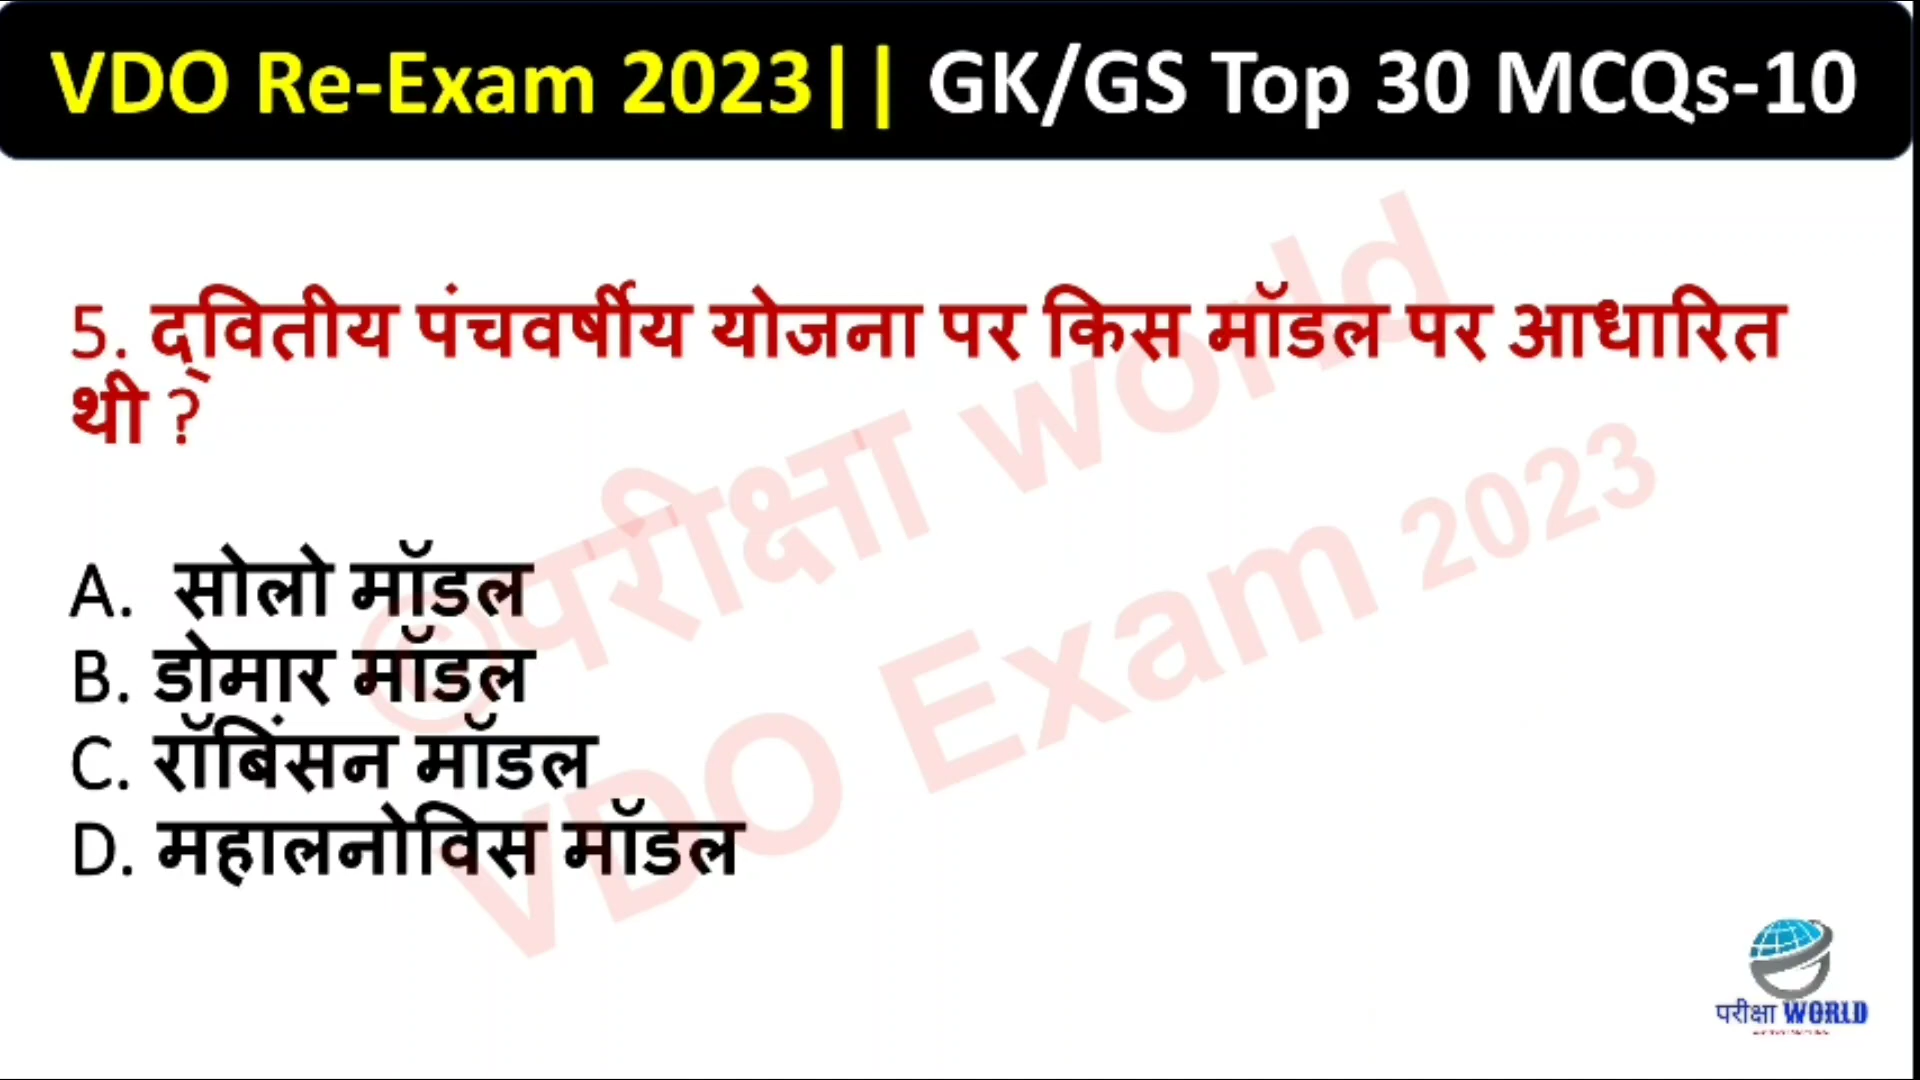 VDO Re-Exam 2023|| GK/GS Top 30 MCQs-10
5. द्वितीय पंचवर्षीय योजना पर किस मॉडल पर आधारित
थी ?
A. सोलो मॉडल
B. डोमार मॉडल
C. रॉबिंसन मॉडल
D. महालनोविस मॉडल
©परीक्षा world
VDO Exam 2023
परीक्षा WORLD